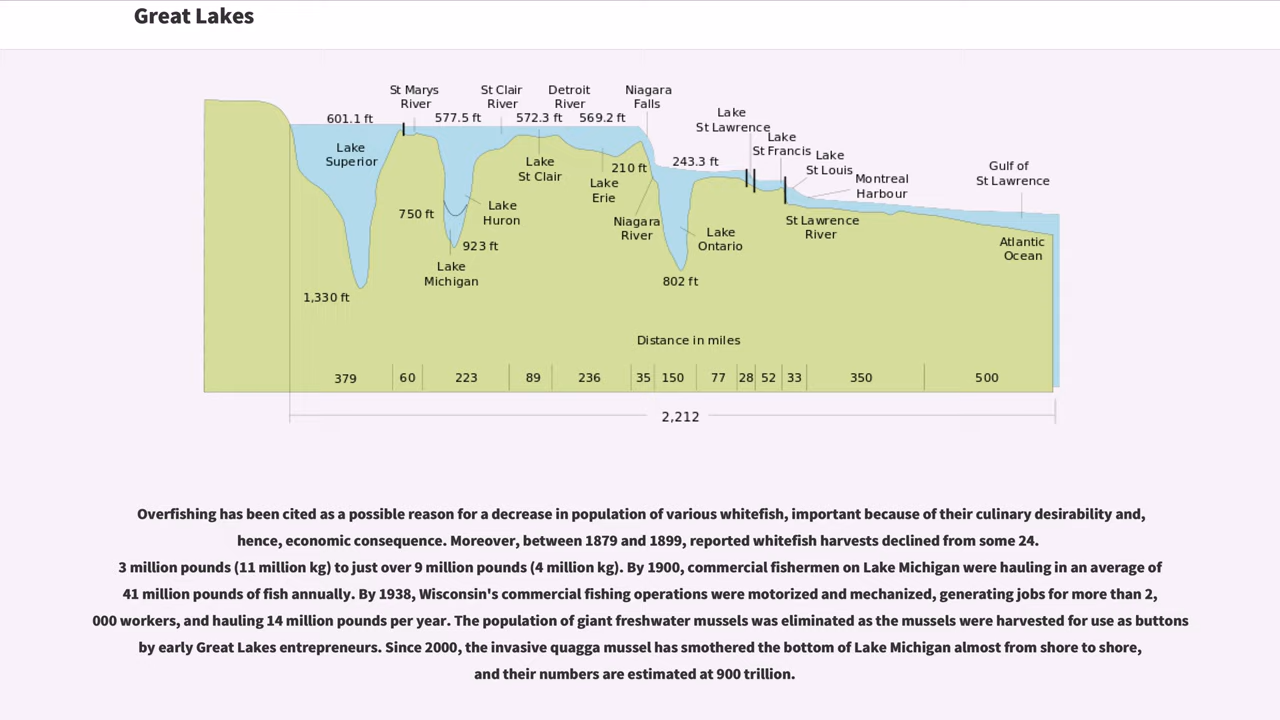 Great Lakes
St Marys
River
St Clair
River
Detroit
River
Niagara
Falls
601.1 ft
577.5 ft
572.3 ft
569.2 ft
Lake
St Lawrence
Lake
St Francis
Lake
St Louis
Montreal
Harbour
Gulf of
St Lawrence
Lake
Superior
Lake
St Clair
210 ft
243.3 ft
Lake
Erie
750 ft
Lake
Huron
Niagara
River
Lake
Ontario
St Lawrence
River
Atlantic
Ocean
923 ft
Lake
Michigan
802 ft
1,330 ft
Distance in miles
379 60 223 89 236 35 150 77 28 52 33 350 500
2,212
Overfishing has been cited as a possible reason for a decrease in population of various whitefish, important because of their culinary desirability and,
hence, economic consequence. Moreover, between 1879 and 1899, reported whitefish harvests declined from some 24.
3 million pounds (11 million kg) to just over 9 million pounds (4 million kg). By 1900, commercial fishermen on Lake Michigan were hauling in an average of
41 million pounds of fish annually. By 1938, Wisconsin's commercial fishing operations were motorized and mechanized, generating jobs for more than 2,
000 workers, and hauling 14 million pounds per year. The population of giant freshwater mussels was eliminated as the mussels were harvested for use as buttons
by early Great Lakes entrepreneurs. Since 2000, the invasive quagga mussel has smothered the bottom of Lake Michigan almost from shore to shore,
and their numbers are estimated at 900 trillion.